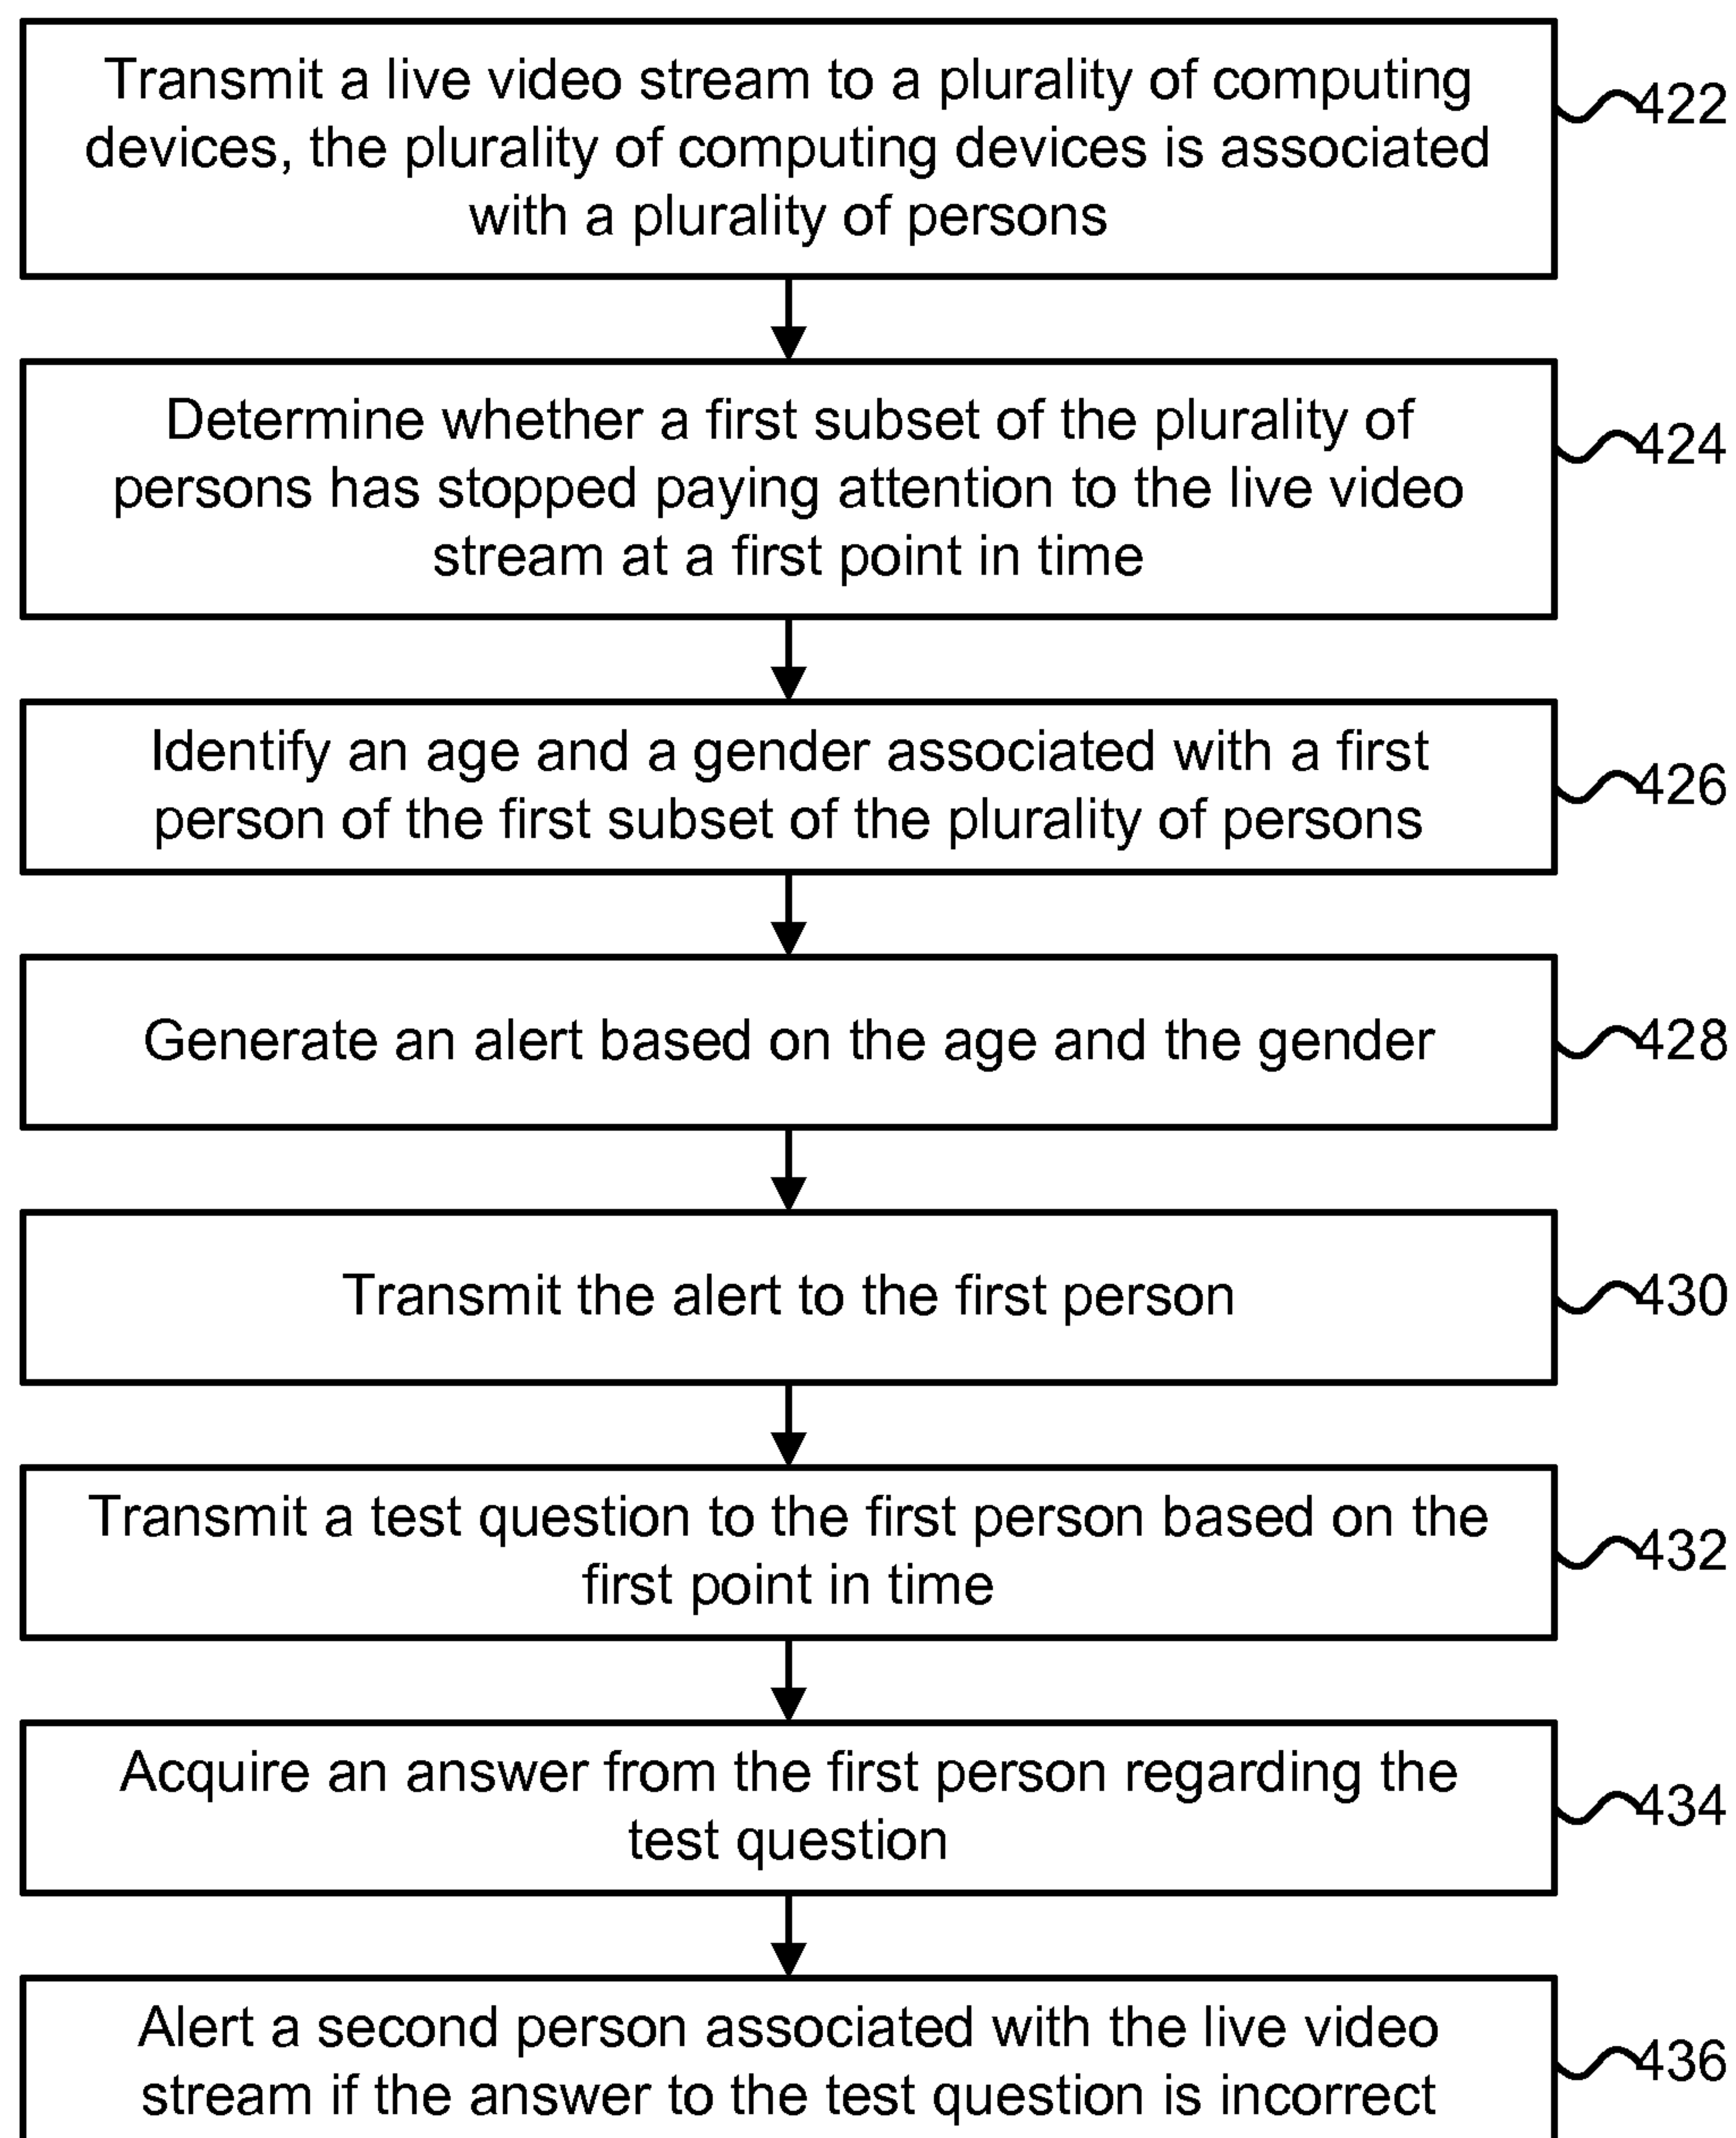 Transmit a live video stream to a plurality of computing
devices, the plurality of computing devices is associated
with a plurality of persons
422
Determine whether a first subset of the plurality of
persons has stopped paying attention to the live video
stream at a first point in time
424
Identify an age and a gender associated with a first
person of the first subset of the plurality of persons
426
Generate an alert based on the age and the gender
428
Transmit the alert to the first person
430
Transmit a test question to the first person based on the
first point in time
432
Acquire an answer from the first person regarding the
test question
434
Alert a second person associated with the live video
stream if the answer to the test question is incorrect
436